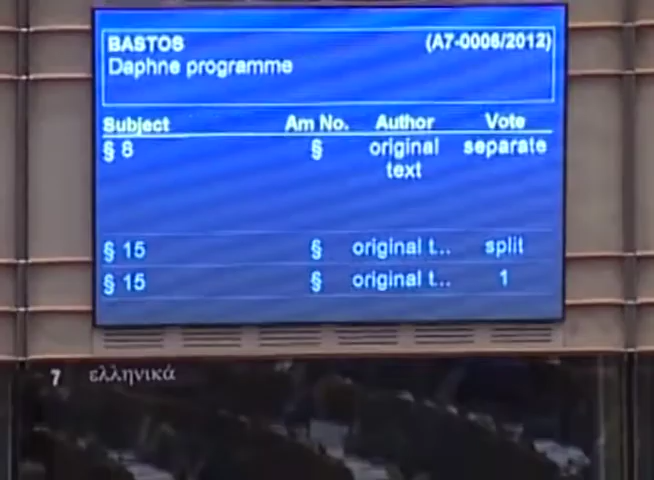 BASTOS (A7-0006/2012)
Daphne programme
Subject Am No. Author Vote
§ 8 § original text separate
§ 15 § original t... split
§ 15 § original t... 1
7 ελληνικά